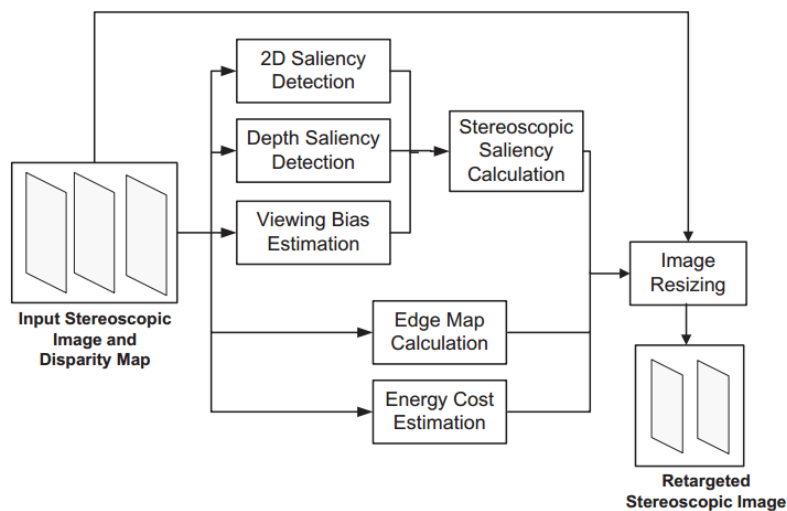 2D Saliency
Detection
Depth Saliency
Detection
Stereoscopic
Saliency
Calculation
Viewing Bias
Estimation
Input Stereoscopic
Image and
Disparity Map
Image
Resizing
Edge Map
Calculation
Energy Cost
Estimation
Retargeted
Stereoscopic Image